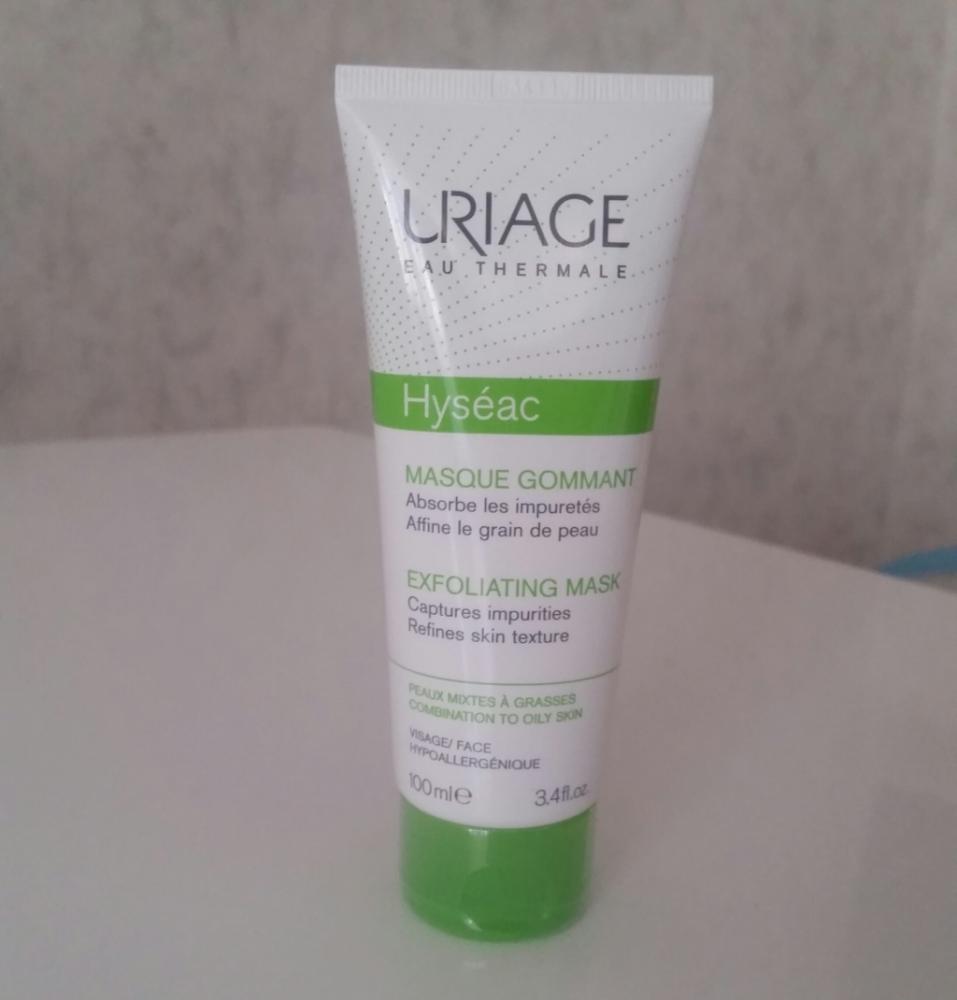 URIAGE
EAU THERMALE
Hyséac
MASQUE GOMMANT
Absorbe les impuretés
Affine le grain de peau
EXFOLIATING MASK
Captures impurities
Refines skin texture
PEAUX MIXTES À GRASSES
COMBINATION TO OILY SKIN
VISAGE/ FACE
HYPOALLERGÉNIQUE
100ml℮ 3.4fl.oz.